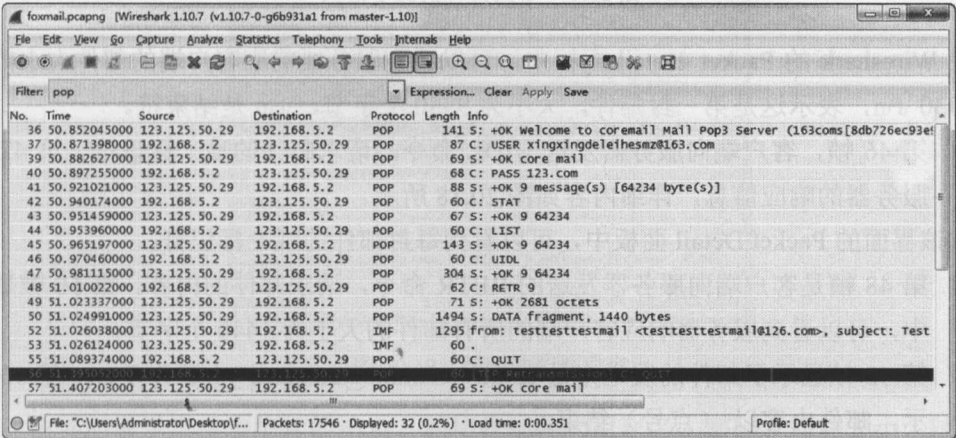 foxmail.pcapng [Wireshark 1.10.7 (v1.10.7-0-g6b931a1 from master-1.10)]
File Edit View Go Capture Analyze Statistics Telephony Tools Internals Help
Filter: pop Expression... Clear Apply Save
No. Time Source Destination Protocol Length Info
36 50.852045000 123.125.50.29 192.168.5.2 POP 141 S: +OK Welcome to coremail Mail Pop3 Server (163coms[8db726ec93e
37 50.871398000 192.168.5.2 123.125.50.29 POP 87 C: USER xingxingdeleihesmz@163.com
39 50.882627000 123.125.50.29 192.168.5.2 POP 69 S: +OK core mail
40 50.897255000 192.168.5.2 123.125.50.29 POP 68 C: PASS 123.com
41 50.921021000 123.125.50.29 192.168.5.2 POP 88 S: +OK 9 message(s) [64234 byte(s)]
42 50.940174000 192.168.5.2 123.125.50.29 POP 60 C: STAT
43 50.951459000 123.125.50.29 192.168.5.2 POP 67 S: +OK 9 64234
44 50.953960000 192.168.5.2 123.125.50.29 POP 60 C: LIST
45 50.965197000 123.125.50.29 192.168.5.2 POP 143 S: +OK 9 64234
46 50.970460000 192.168.5.2 123.125.50.29 POP 60 C: UIDL
47 50.981115000 123.125.50.29 192.168.5.2 POP 304 S: +OK 9 64234
48 51.010022000 192.168.5.2 123.125.50.29 POP 62 C: RETR 9
49 51.023337000 123.125.50.29 192.168.5.2 POP 71 S: +OK 2681 octets
50 51.024991000 123.125.50.29 192.168.5.2 POP 1494 S: DATA fragment, 1440 bytes
52 51.026038000 123.125.50.29 192.168.5.2 IMF 1295 from: testtesttestmail <testtesttestmail@126.com>, subject: Test
53 51.026124000 123.125.50.29 192.168.5.2 IMF 60 .
55 51.089374000 192.168.5.2 123.125.50.29 POP 60 C: QUIT
56 51.395052000 192.168.5.2 123.125.50.29 POP 60 [TCP Retransmission] C: QUIT
57 51.407203000 123.125.50.29 192.168.5.2 POP 69 S: +OK core mail
File: "C:\Users\Administrator\Desktop\f... Packets: 17546 · Displayed: 32 (0.2%) · Load time: 0:00.351 Profile: Default